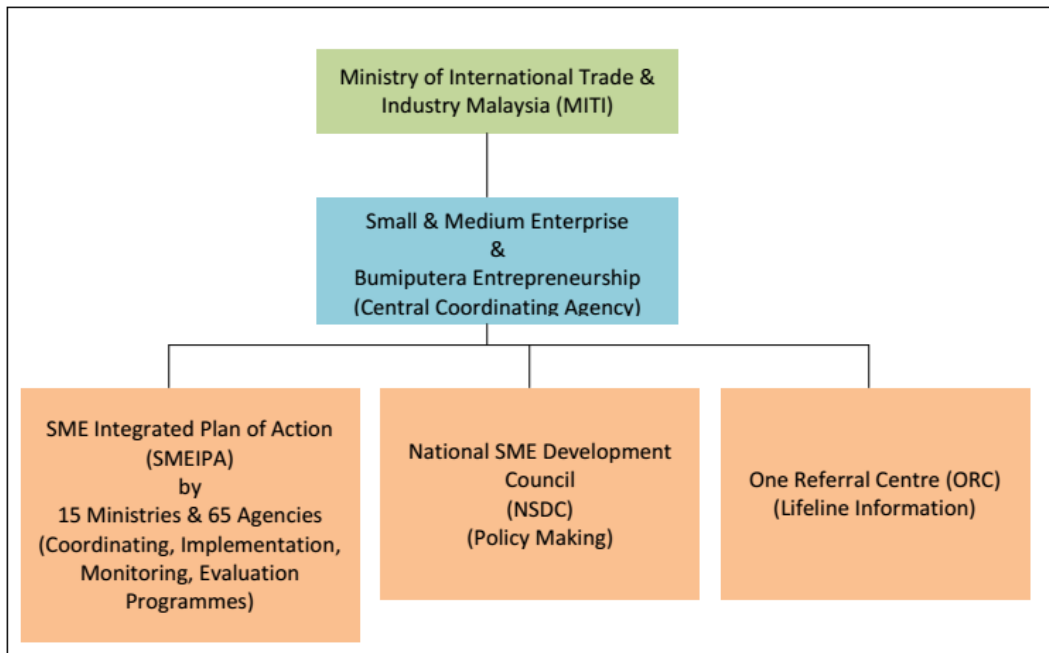 Ministry of International Trade &
Industry Malaysia (MITI)
Small & Medium Enterprise
&
Bumiputera Entrepreneurship
(Central Coordinating Agency)
SME Integrated Plan of Action
(SMEIPA)
by
15 Ministries & 65 Agencies
(Coordinating, Implementation,
Monitoring, Evaluation
Programmes)
National SME Development
Council
(NSDC)
(Policy Making)
One Referral Centre (ORC)
(Lifeline Information)